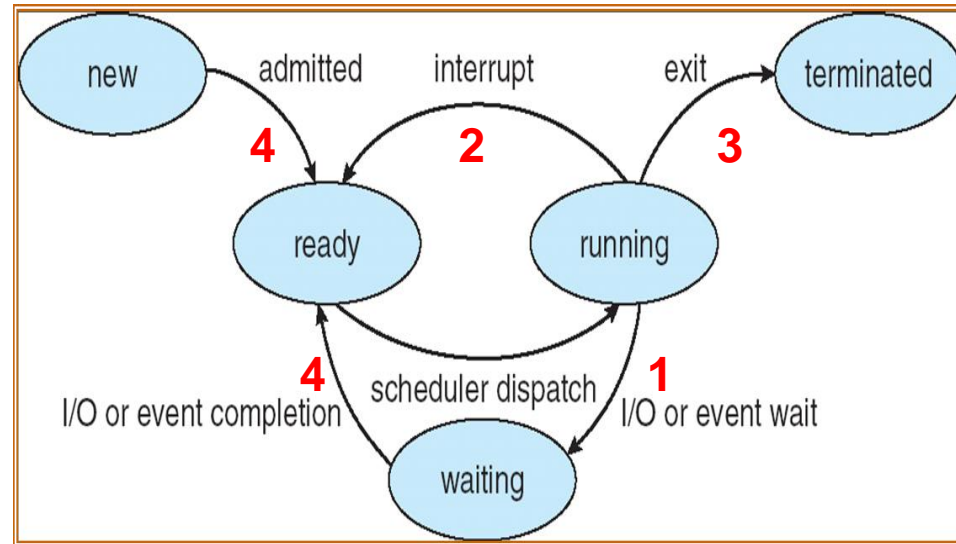 new
admitted
interrupt
exit
terminated
4
2
3
ready
running
4
scheduler dispatch
1
I/O or event completion
I/O or event wait
waiting